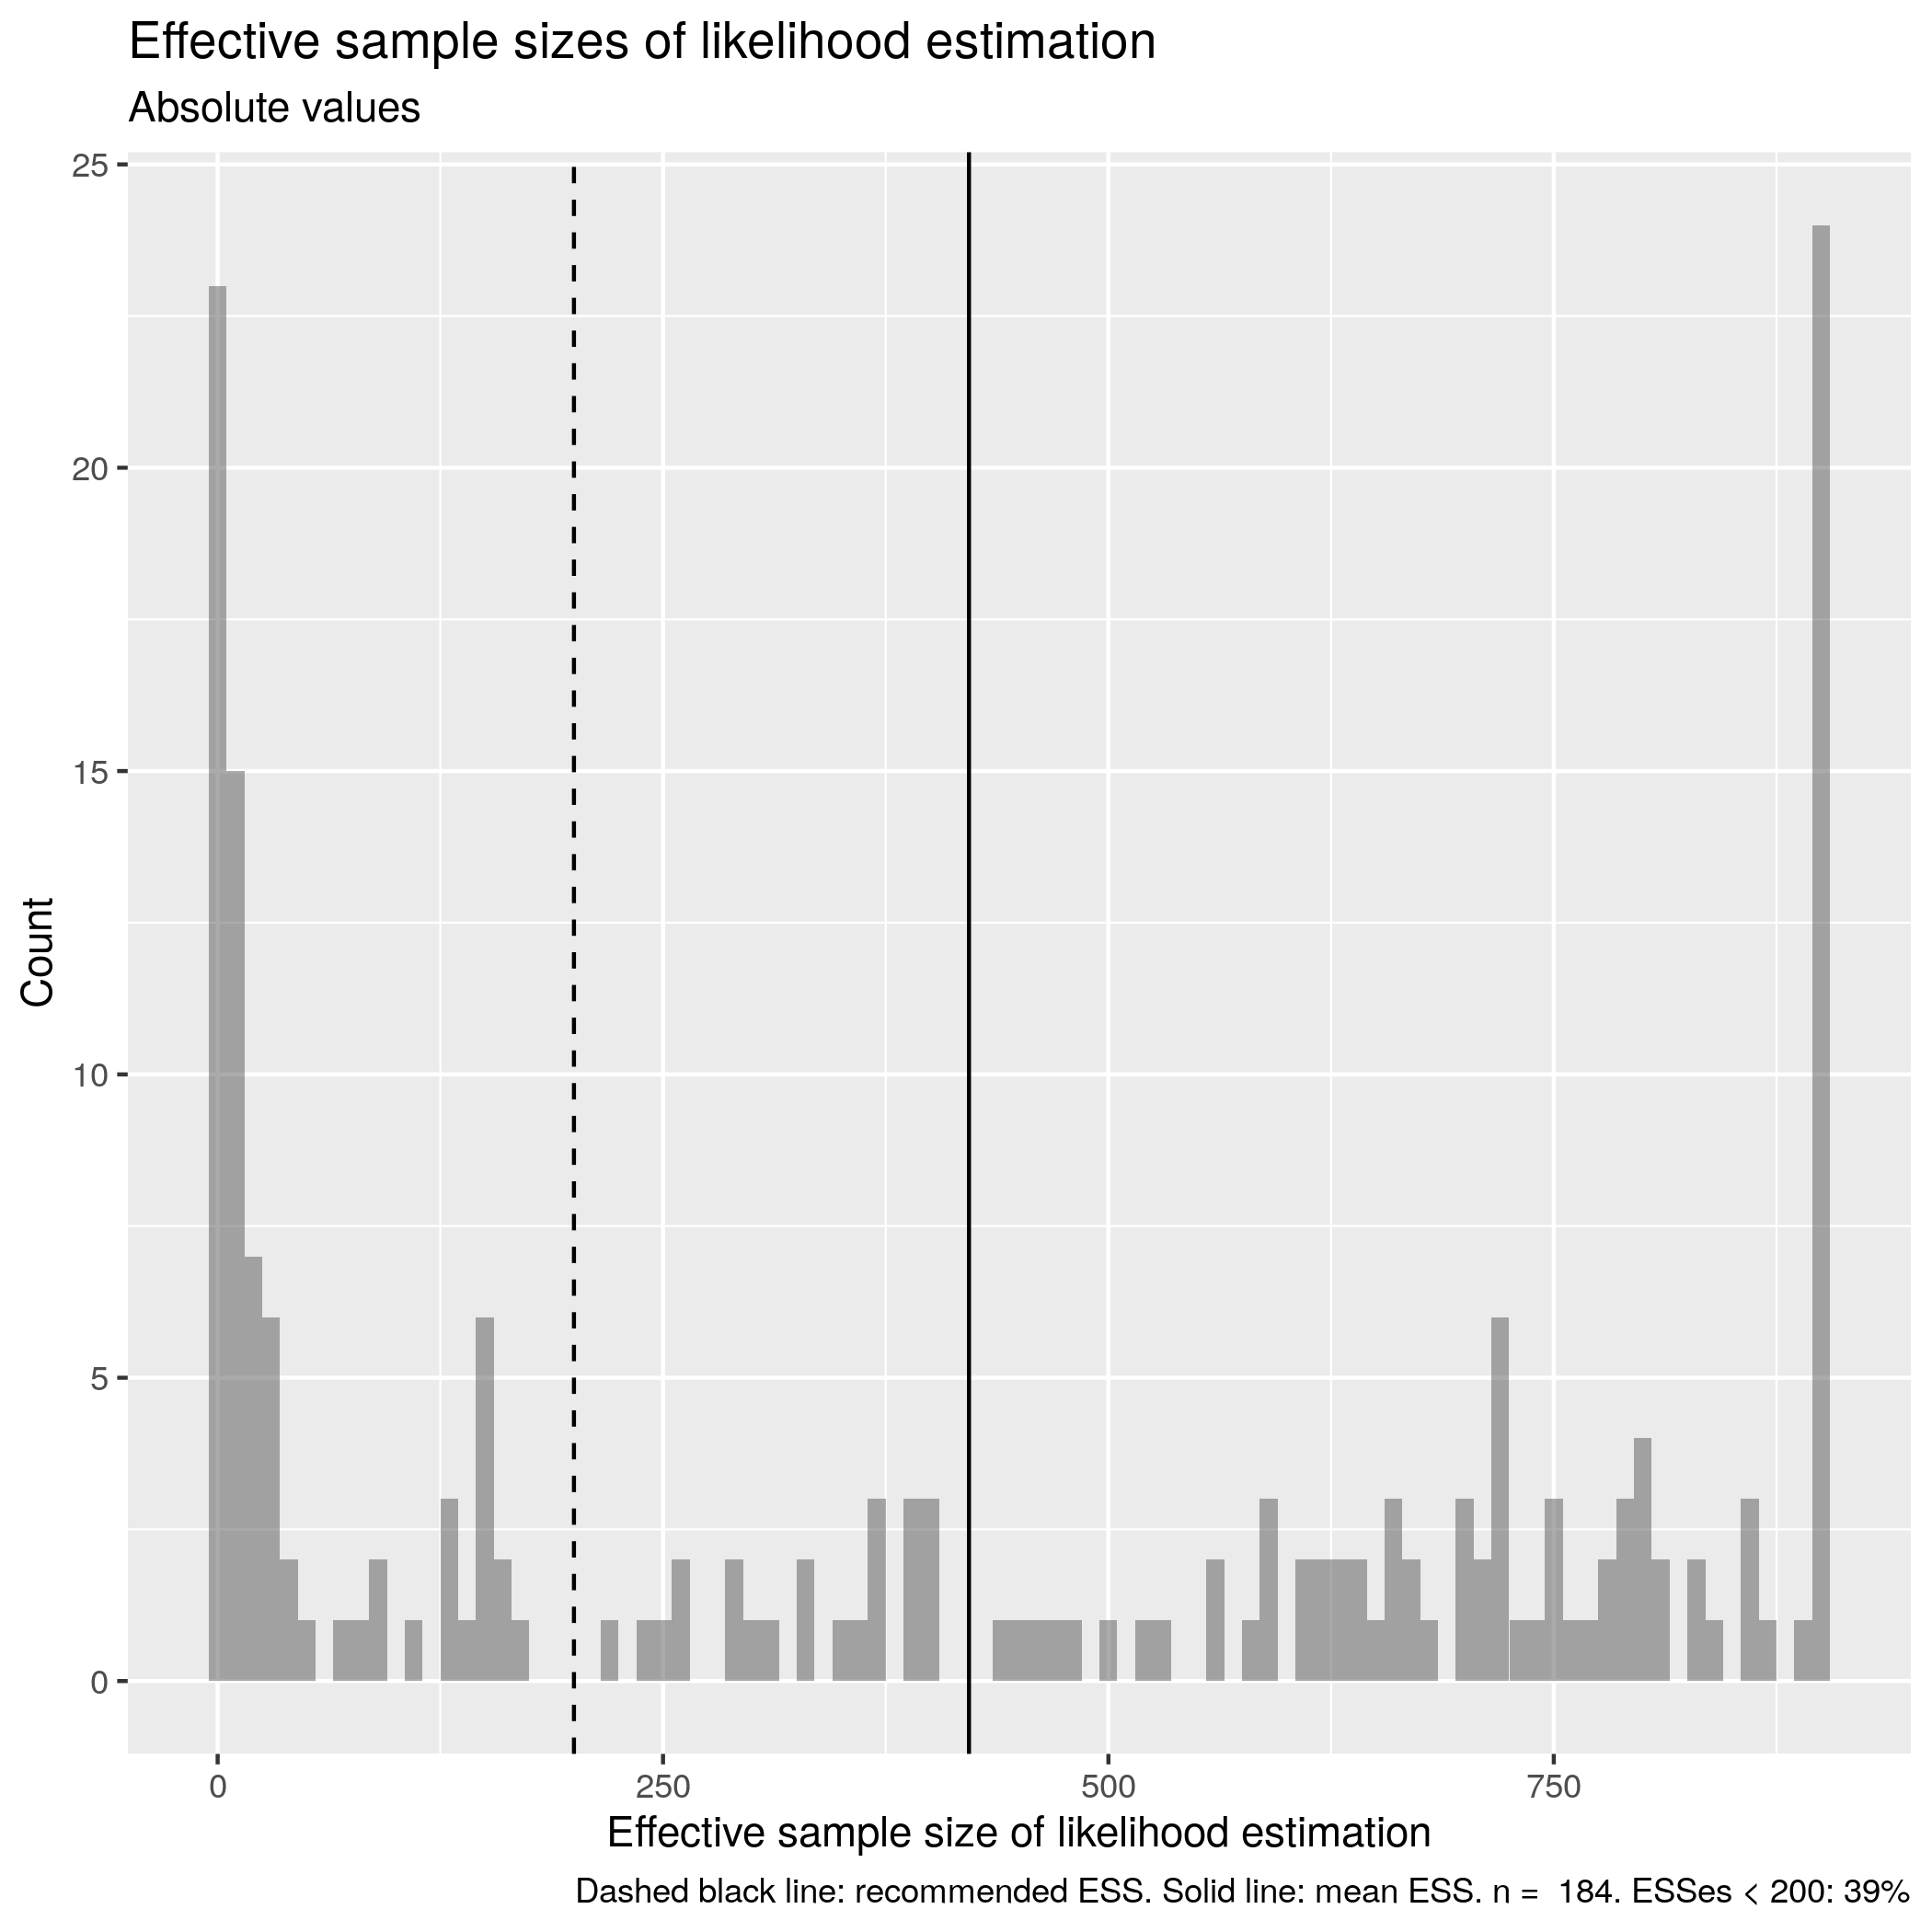 Effective sample sizes of likelihood estimation
Absolute values
25
20
15
10
5
0
Count
0 250 500 750
Effective sample size of likelihood estimation
Dashed black line: recommended ESS. Solid line: mean ESS. n =  184. ESSes < 200: 39%